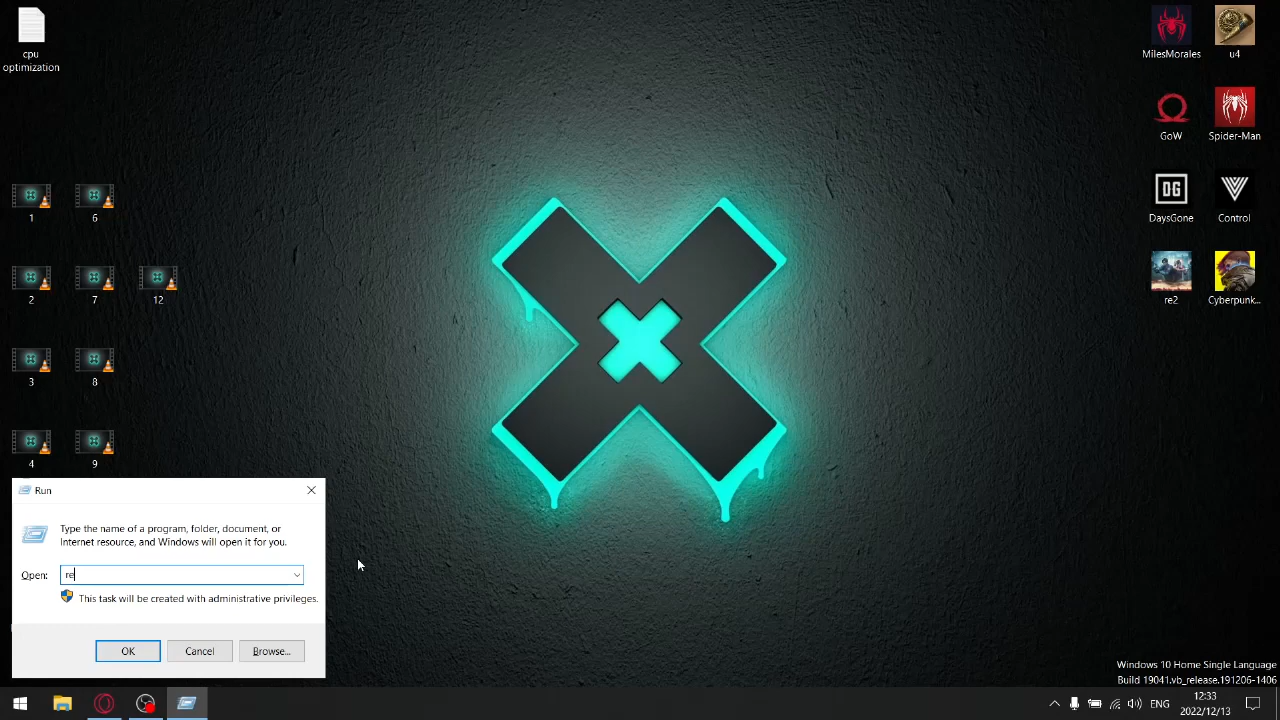 cpu
optimization
MilesMorales
u4
GoW
Spider-Man
DG
DaysGone
Control
re2
Cyberpunk...
1
6
2
7
12
3
8
4
9
Run
Type the name of a program, folder, document, or
Internet resource, and Windows will open it for you.
Open:
re
This task will be created with administrative privileges.
OK
Cancel
Browse...
Windows 10 Home Single Language
Build 19041.vb_release.191206-1406
ENG
12:33
2022/12/13